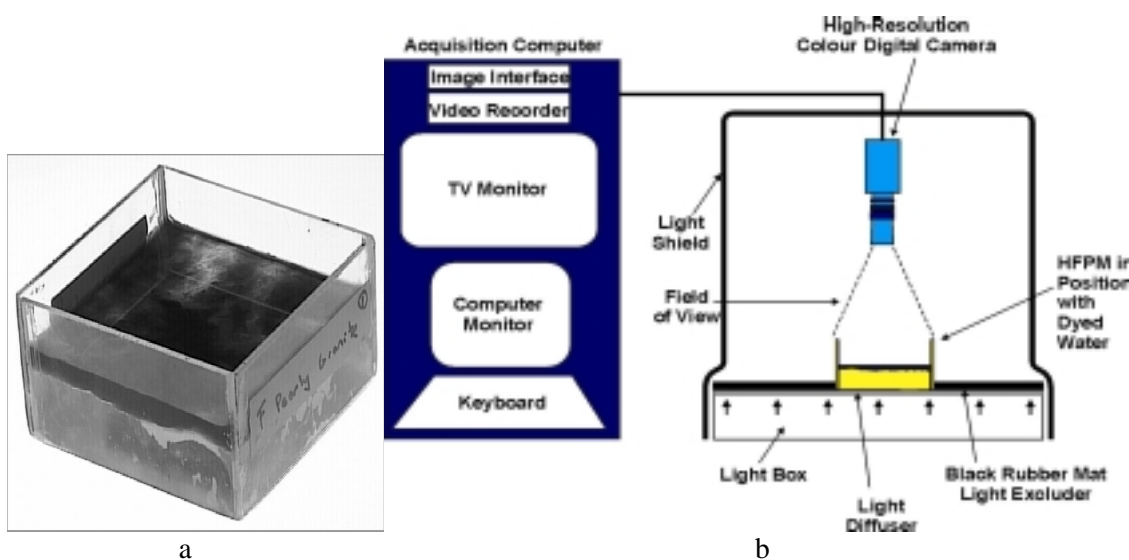 High-Resolution
Colour Digital Camera
Acquisition Computer
Image Interface
Video Recorder
TV Monitor
Light
Shield
Computer
Monitor
Field
of View
HFPM in
Position
with
Dyed
Water
Keyboard
Light Box
Light
Diffuser
Black Rubber Mat
Light Excluder
F Pearly Granite
1
a
b